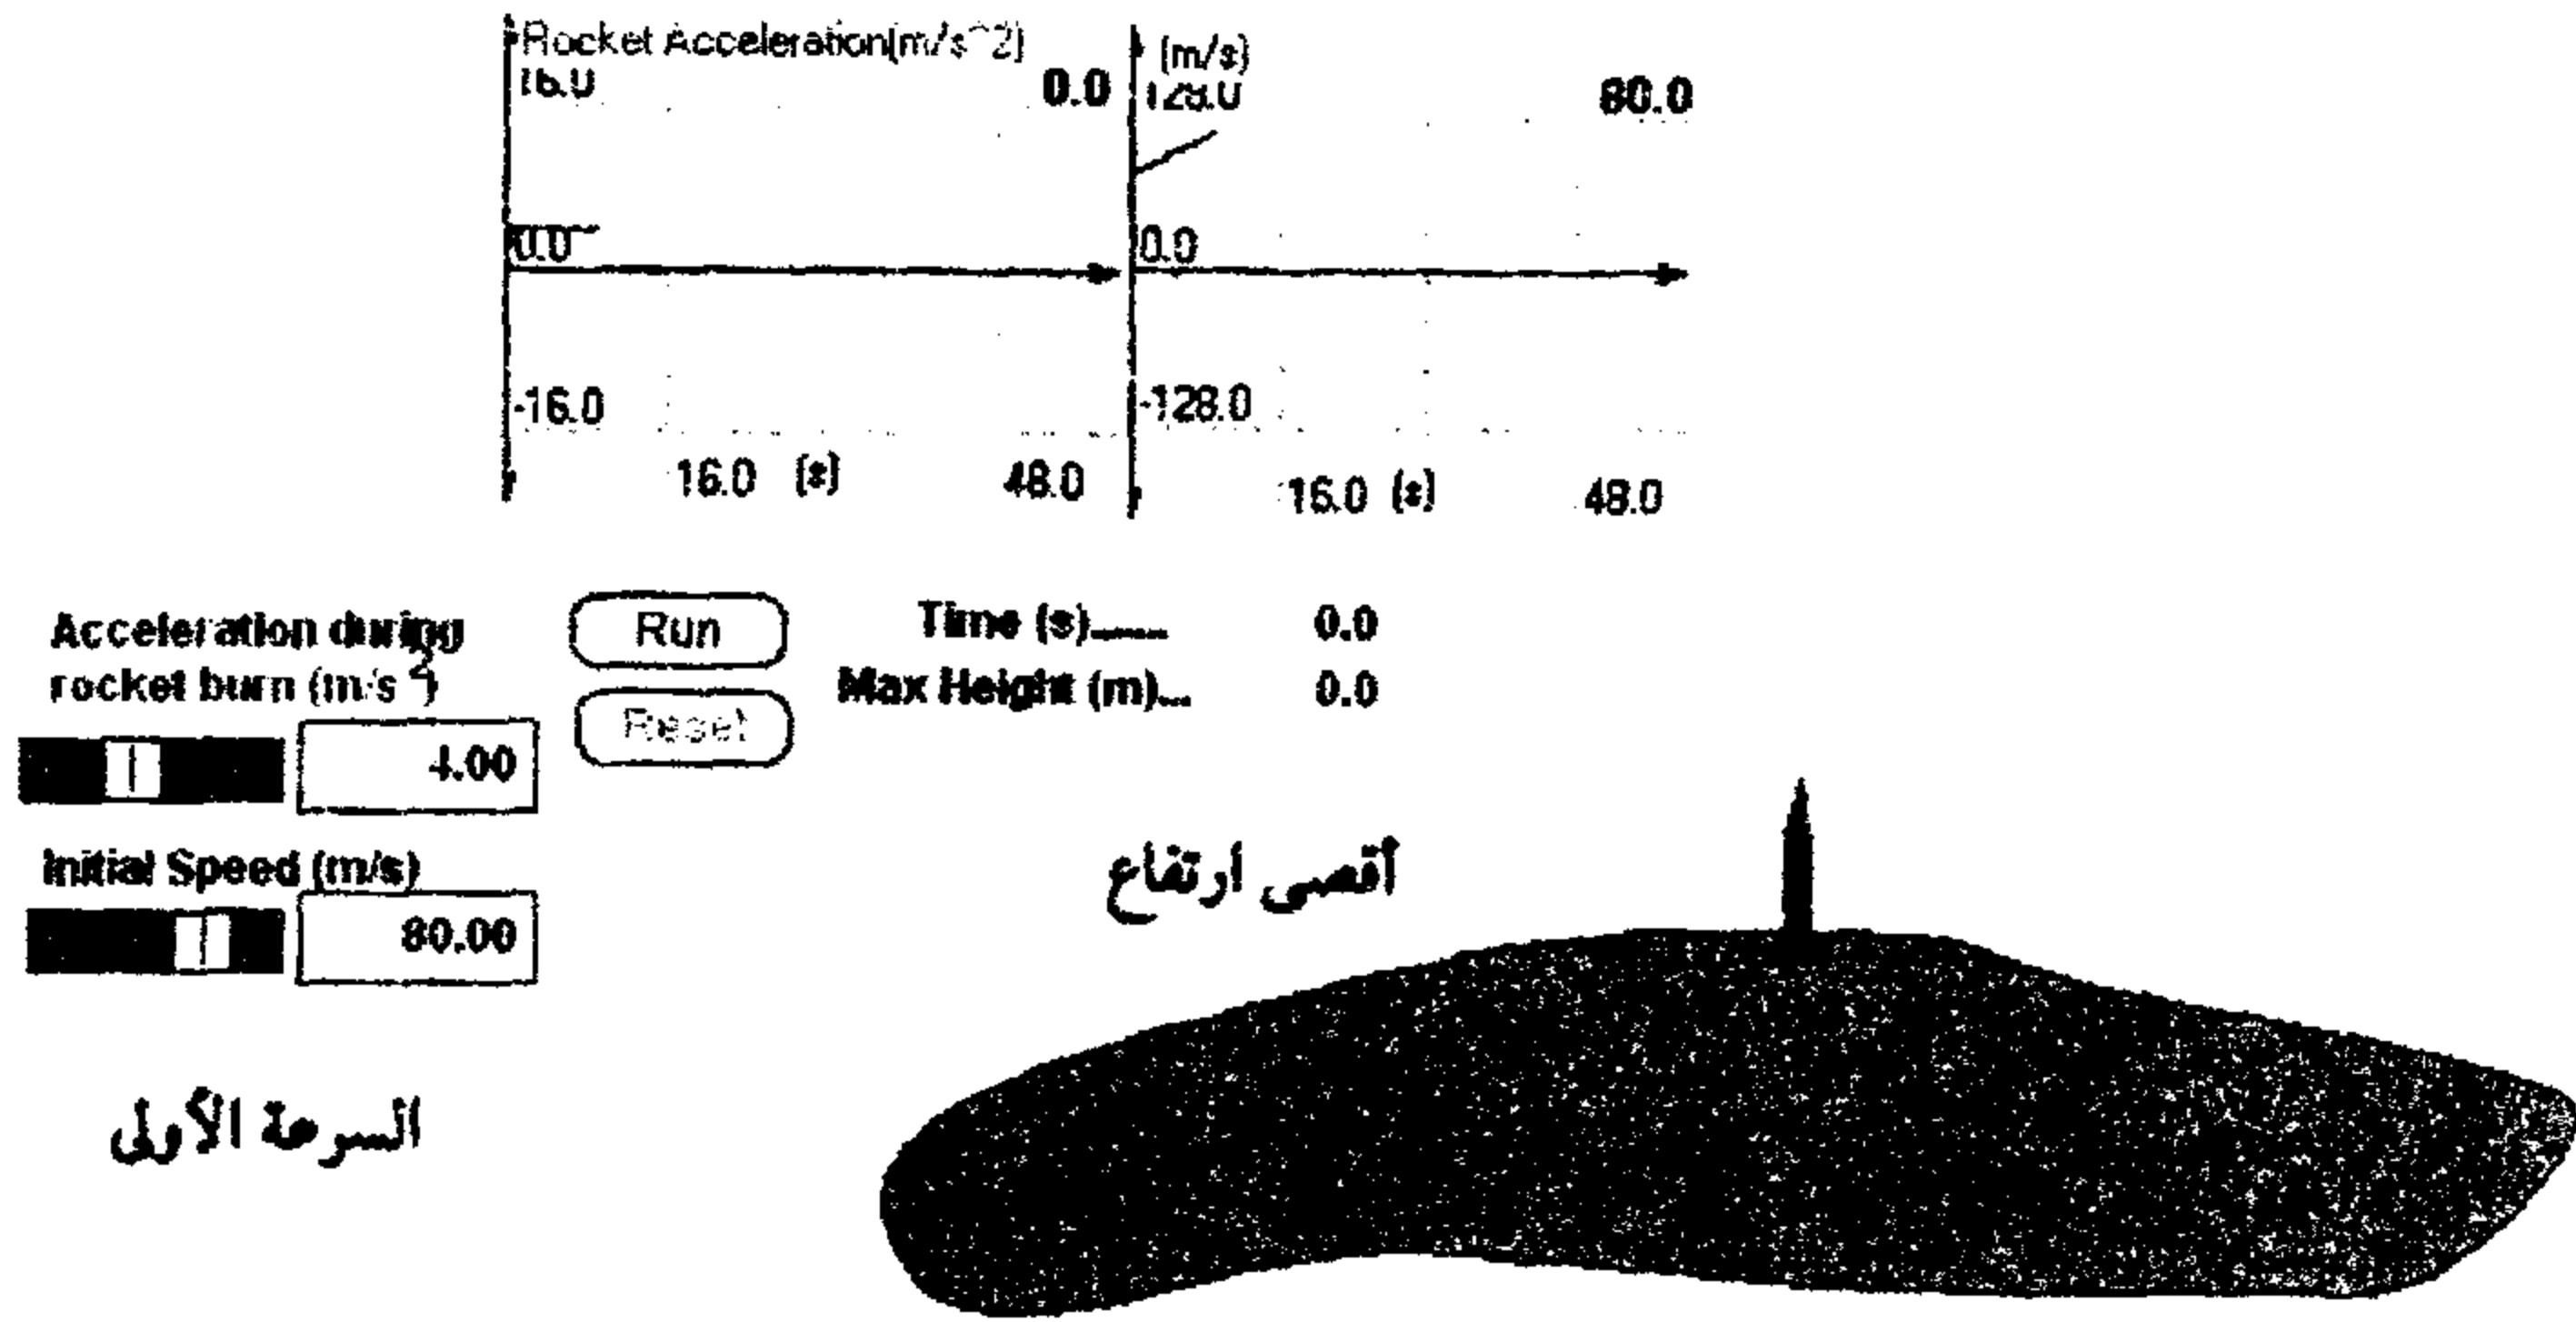 Rocket Acceleration(m/s^2)
16.0
0.0
(m/s)
128.0
80.0
0.0
0.0
-16.0
-128.0
16.0 (s) 48.0
16.0 (s) 48.0
Acceleration during
rocket burn (m/s²)
4.00
Run
Reset
Time (s)....... 0.0
Max Height (m)... 0.0
Initial Speed (m/s)
80.00
أقصى ارتفاع
السرعة الأولى